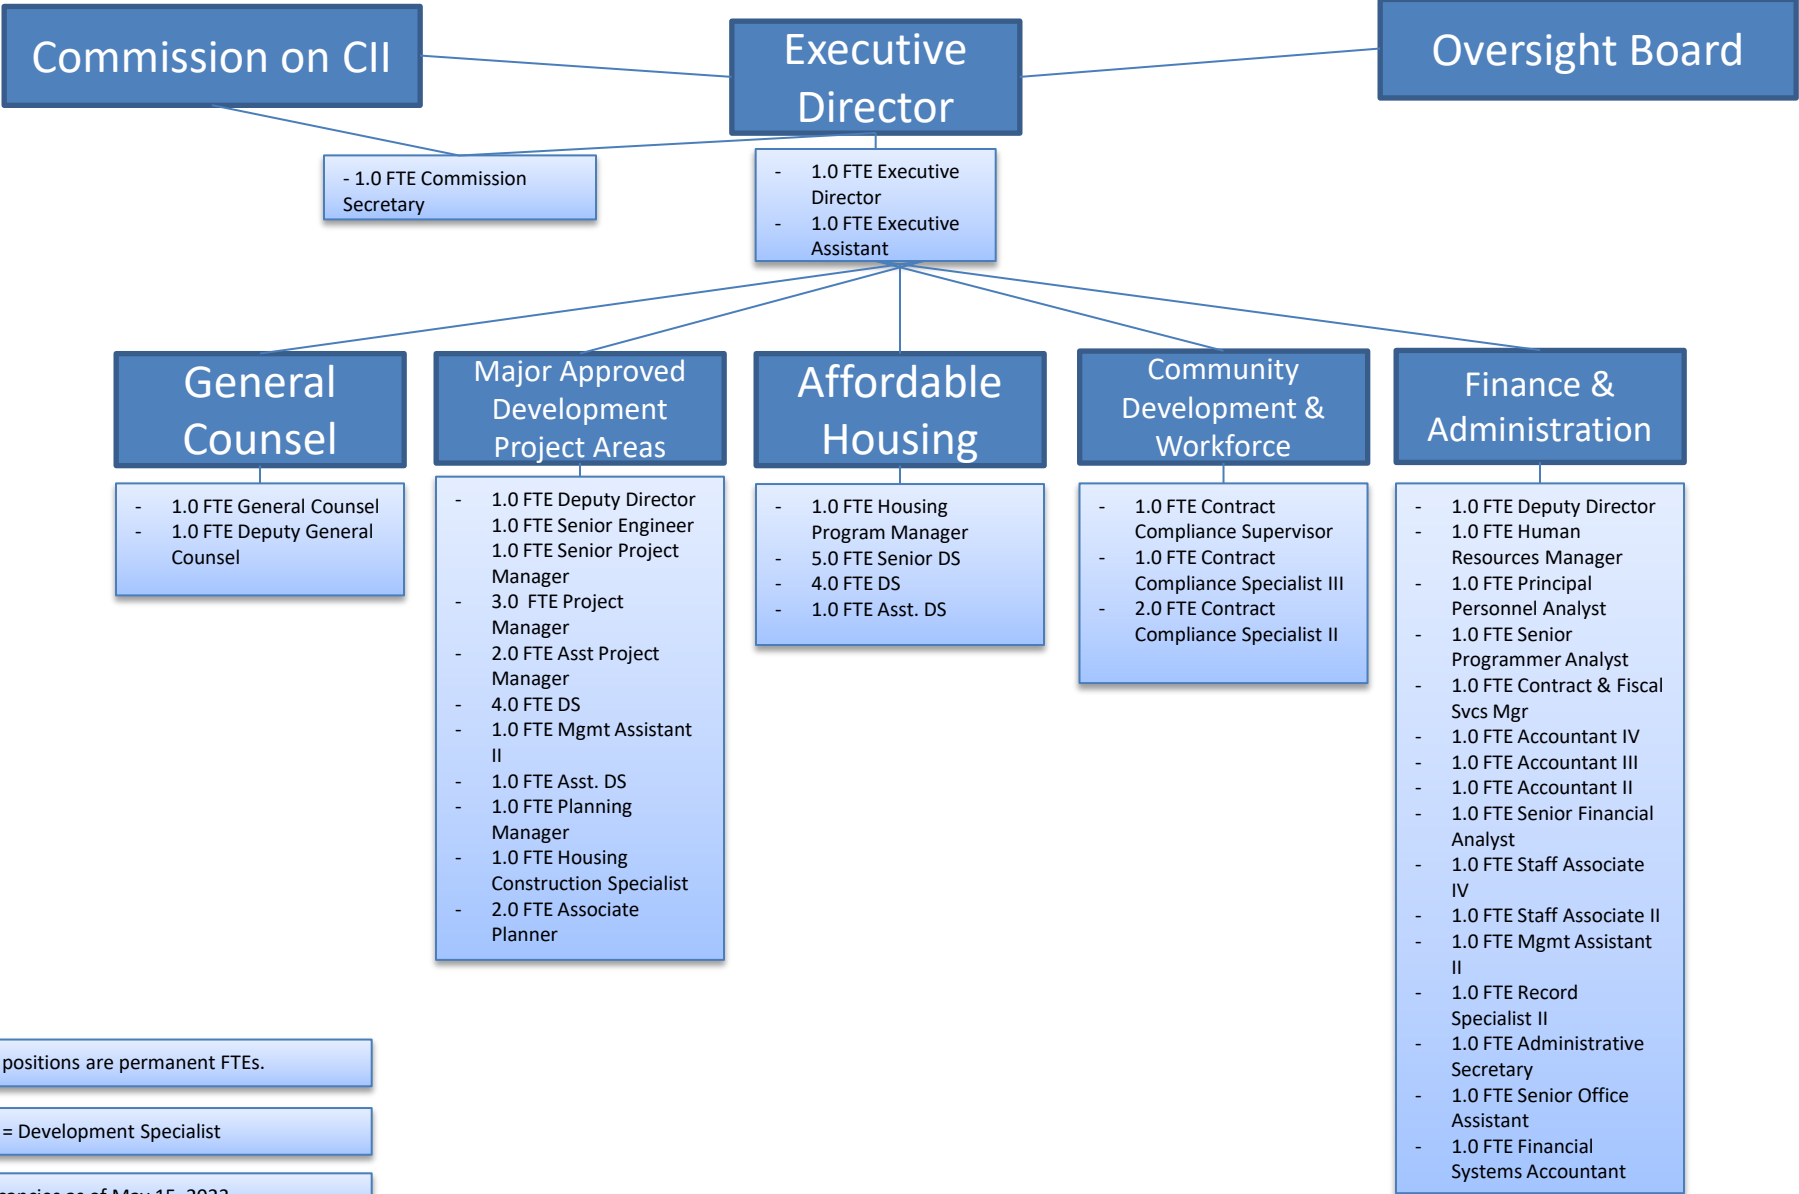 Commission on CII
Executive
Director
Oversight Board
- 1.0 FTE Commission
Secretary
- 1.0 FTE Executive
Director
- 1.0 FTE Executive
Assistant
General
Counsel
- 1.0 FTE General Counsel
- 1.0 FTE Deputy General
Counsel
Major Approved
Development
Project Areas
- 1.0 FTE Deputy Director
1.0 FTE Senior Engineer
1.0 FTE Senior Project
Manager
- 3.0 FTE Project
Manager
- 2.0 FTE Asst Project
Manager
- 4.0 FTE DS
- 1.0 FTE Mgmt Assistant
II
- 1.0 FTE Asst. DS
- 1.0 FTE Planning
Manager
- 1.0 FTE Housing
Construction Specialist
- 2.0 FTE Associate
Planner
Affordable
Housing
- 1.0 FTE Housing
Program Manager
- 5.0 FTE Senior DS
- 4.0 FTE DS
- 1.0 FTE Asst. DS
Community
Development &
Workforce
- 1.0 FTE Contract
Compliance Supervisor
- 1.0 FTE Contract
Compliance Specialist III
- 2.0 FTE Contract
Compliance Specialist II
Finance &
Administration
- 1.0 FTE Deputy Director
- 1.0 FTE Human
Resources Manager
- 1.0 FTE Principal
Personnel Analyst
- 1.0 FTE Senior
Programmer Analyst
- 1.0 FTE Contract & Fiscal
Svcs Mgr
- 1.0 FTE Accountant IV
- 1.0 FTE Accountant III
- 1.0 FTE Accountant II
- 1.0 FTE Senior Financial
Analyst
- 1.0 FTE Staff Associate
IV
- 1.0 FTE Staff Associate II
- 1.0 FTE Mgmt Assistant
II
- 1.0 FTE Record
Specialist II
- 1.0 FTE Administrative
Secretary
- 1.0 FTE Senior Office
Assistant
- 1.0 FTE Financial
Systems Accountant
positions are permanent FTEs.
= Development Specialist
as of May 15, 2022